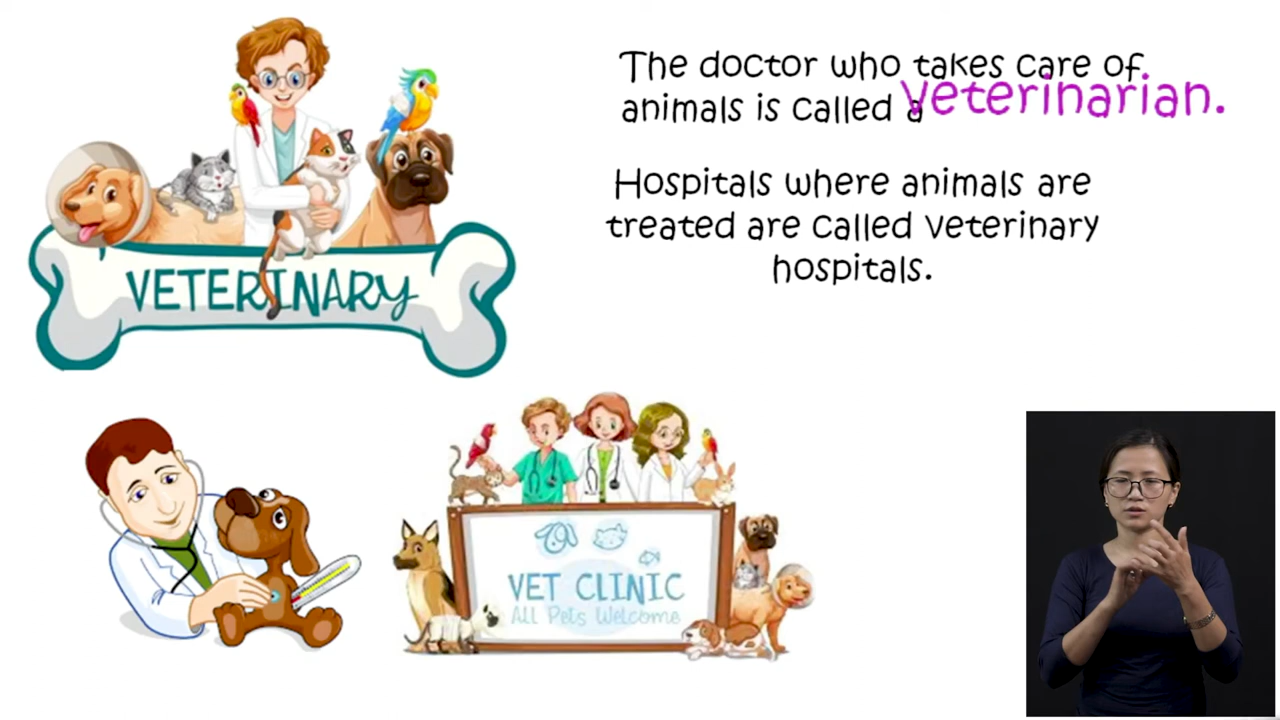 The doctor who takes care of
animals is called a veterinarian.
Hospitals where animals are
treated are called veterinary
hospitals.
VETERINARY
VET CLINIC
All Pets Welcome